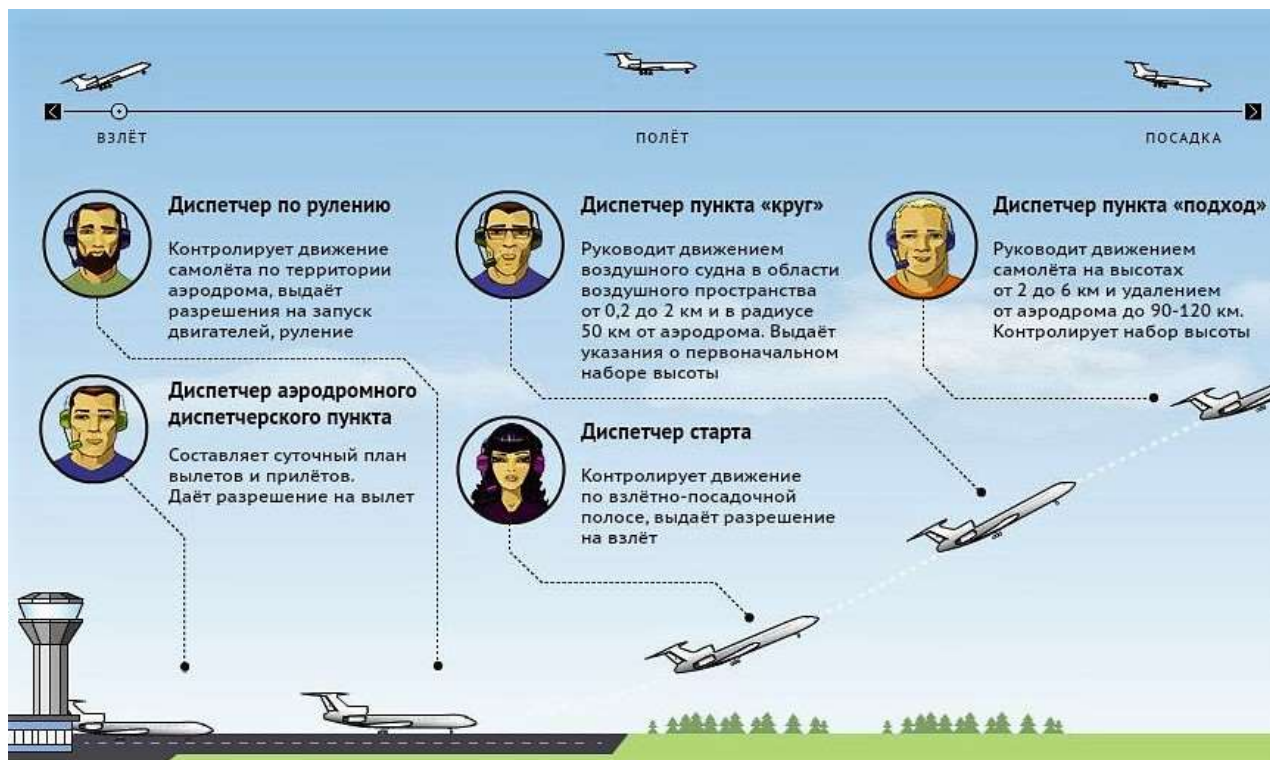 ВЗЛЁТ
ПОЛЁТ
ПОСАДКА
Диспетчер по рулению
Контролирует движение
самолёта по территории
аэродрома, выдаёт
разрешения на запуск
двигателей, руление
Диспетчер аэродромного
диспетчерского пункта
Составляет суточный план
вылетов и прилётов.
Даёт разрешение на вылет
Диспетчер пункта «круг»
Руководит движением
воздушного судна в области
воздушного пространства
от 0,2 до 2 км и в радиусе
50 км от аэродрома. Выдаёт
указания о первоначальном
наборе высоты
Диспетчер старта
Контролирует движение
по взлётно-посадочной
полосе, выдаёт разрешение
на взлёт
Диспетчер пункта «подход»
Руководит движением
самолёта на высотах
от 2 до 6 км и удалением
от аэродрома до 90-120 км.
Контролирует набор высоты